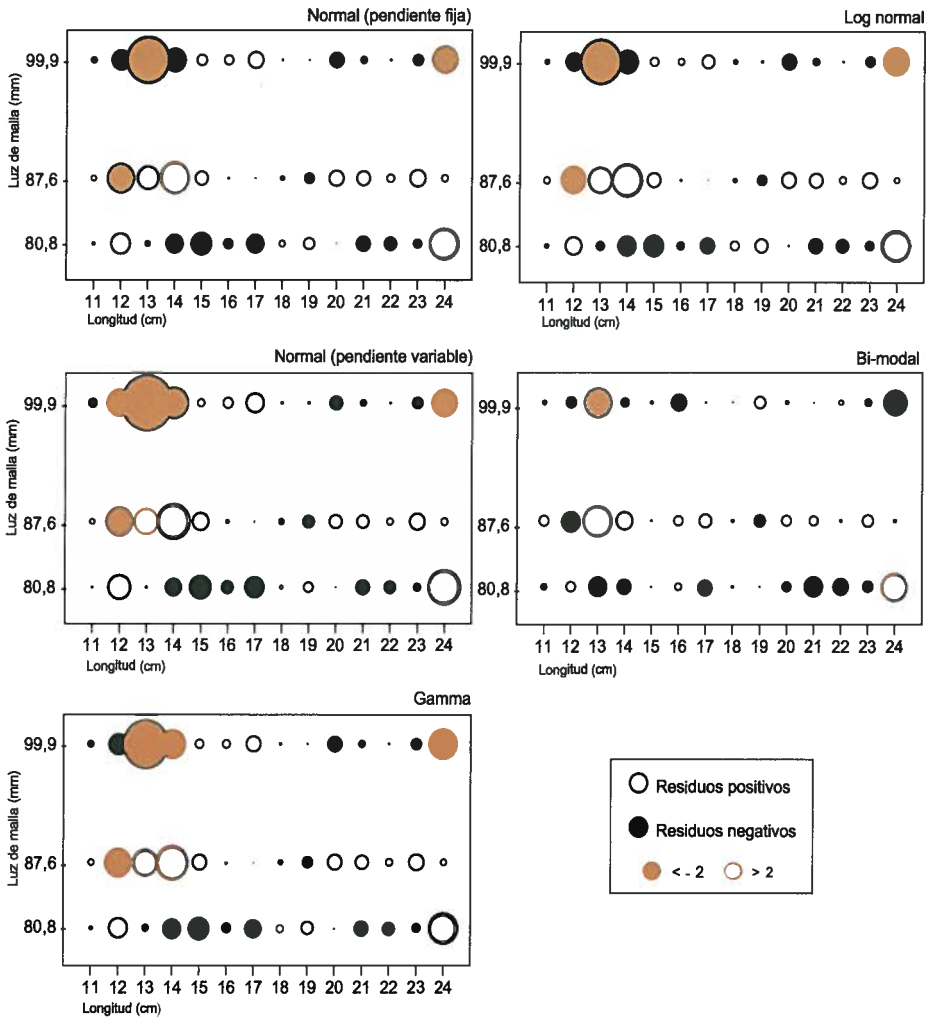 Normal (pendiente fija)
Luz de malla (mm)
99,9
87,6
80,8
11 12 13 14 15 16 17 18 19 20 21 22 23 24
Longitud (cm)
Log normal
99,9
87,6
80,8
11 12 13 14 15 16 17 18 19 20 21 22 23 24
Longitud (cm)
Normal (pendiente variable)
Luz de malla (mm)
99,9
87,6
80,8
11 12 13 14 15 16 17 18 19 20 21 22 23 24
Longitud (cm)
Bi-modal
99,9
87,6
80,8
11 12 13 14 15 16 17 18 19 20 21 22 23 24
Longitud (cm)
Gamma
Luz de malla (mm)
99,9
87,6
80,8
11 12 13 14 15 16 17 18 19 20 21 22 23 24
Longitud (cm)
Residuos positivos
Residuos negativos
< - 2 > 2